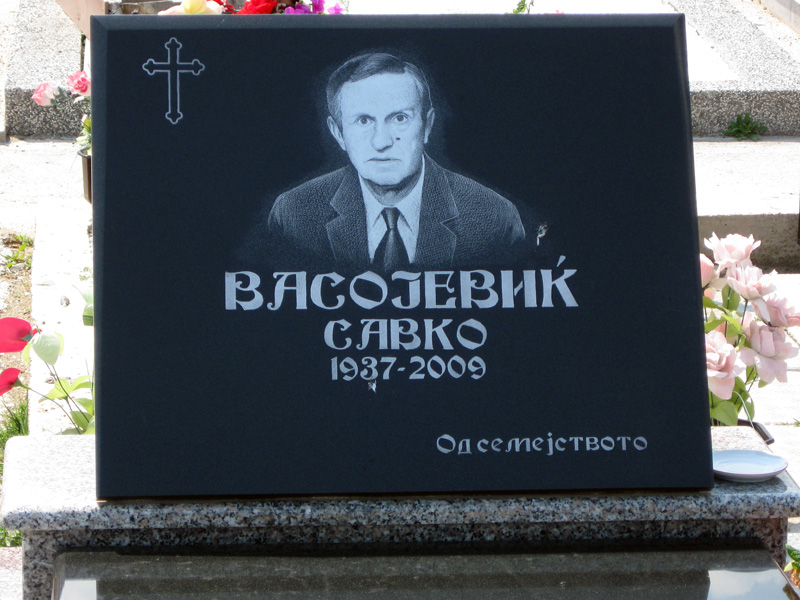 ВАСОЈЕВИЌ
САВКО
1937-2009
Од семејството